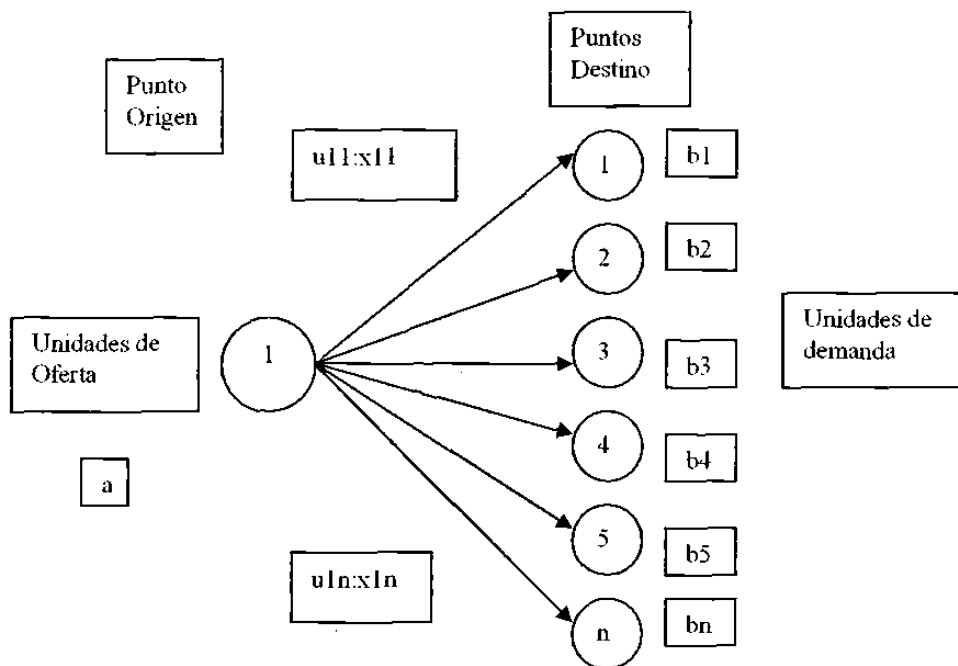 Puntos
Destino
Punto
Origen
u11:x11
1
b1
2
b2
Unidades de
Oferta
1
3
b3
Unidades de
demanda
4
b4
a
5
b5
u1n:x1n
n
bn